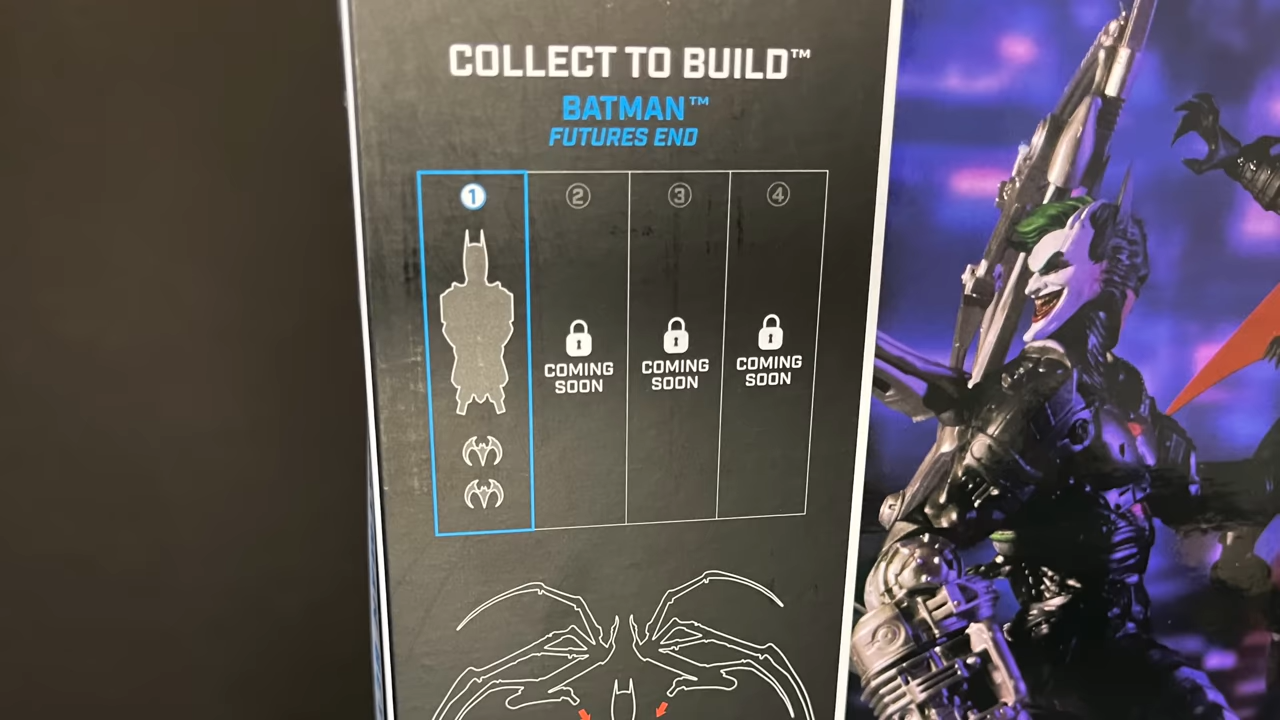 COLLECT TO BUILD™
BATMAN™
FUTURES END
1 2 3 4
COMING
SOON
COMING
SOON
COMING
SOON